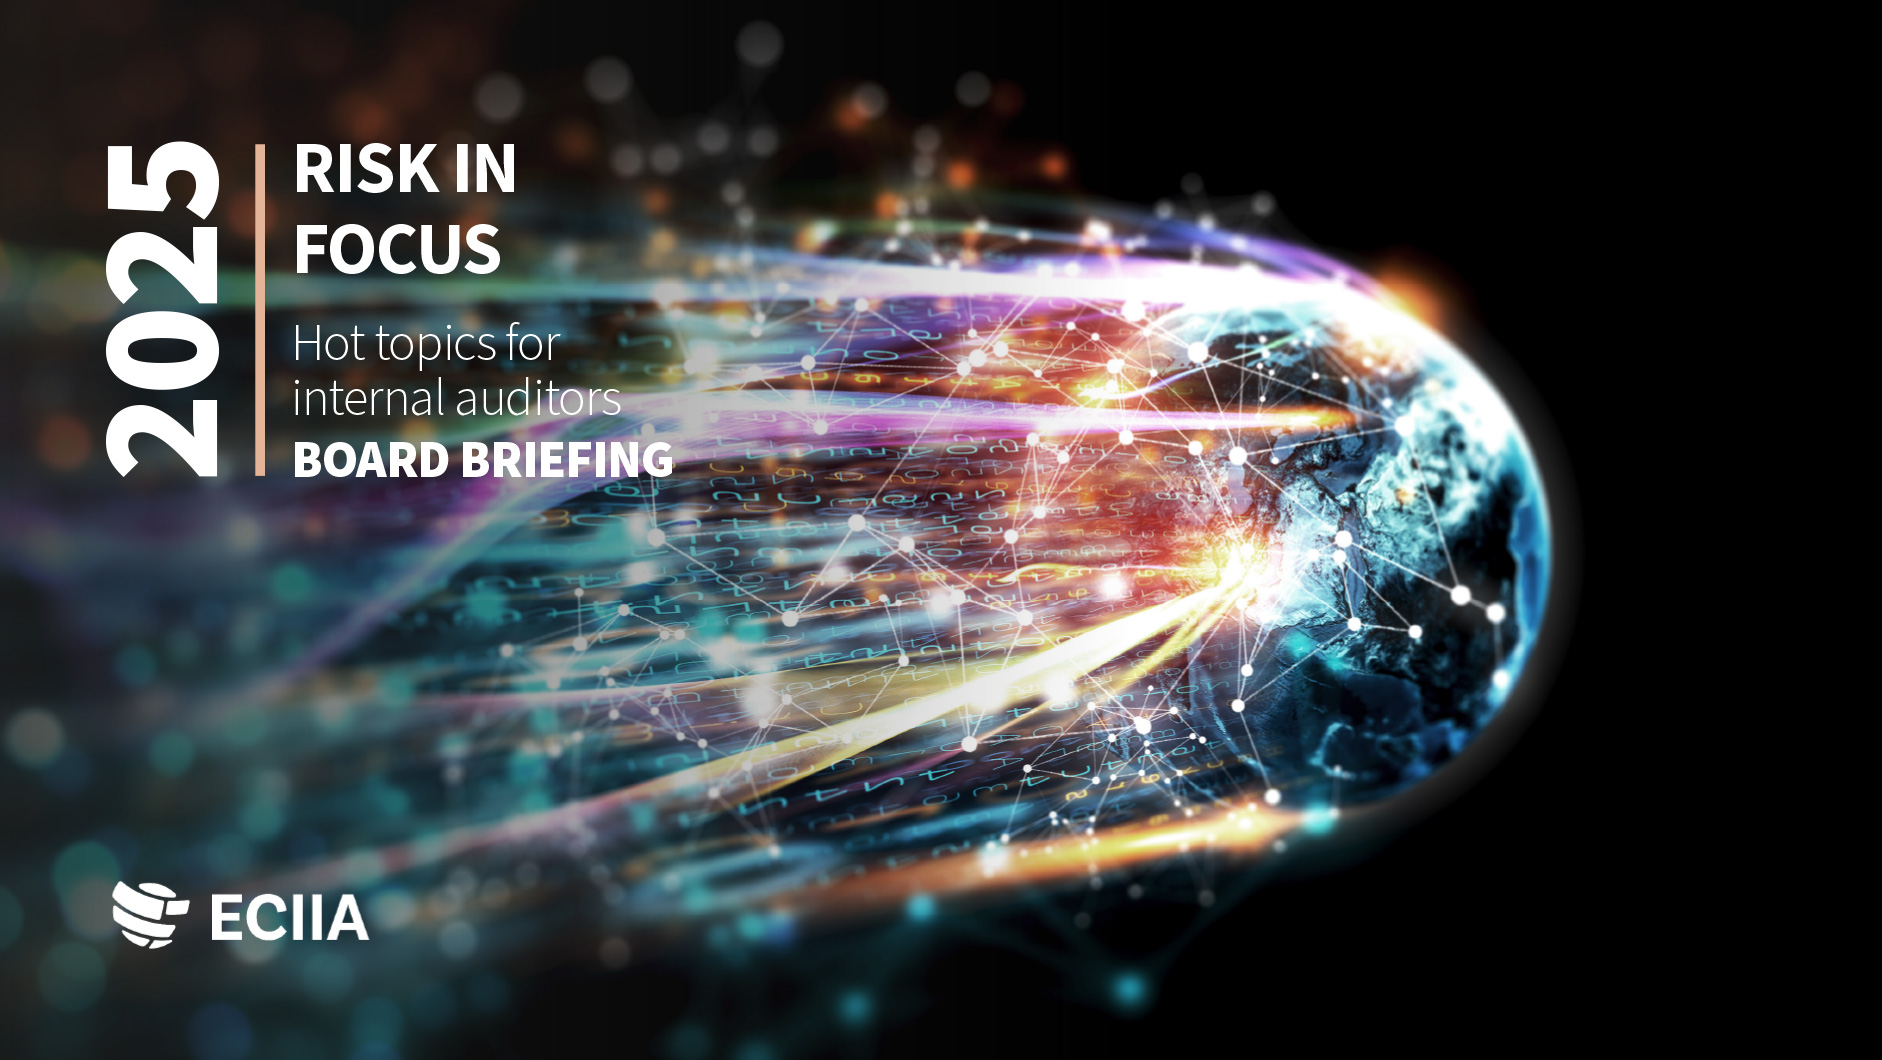 2025
RISK IN
FOCUS
Hot topics for
internal auditors
BOARD BRIEFING
ECIIA